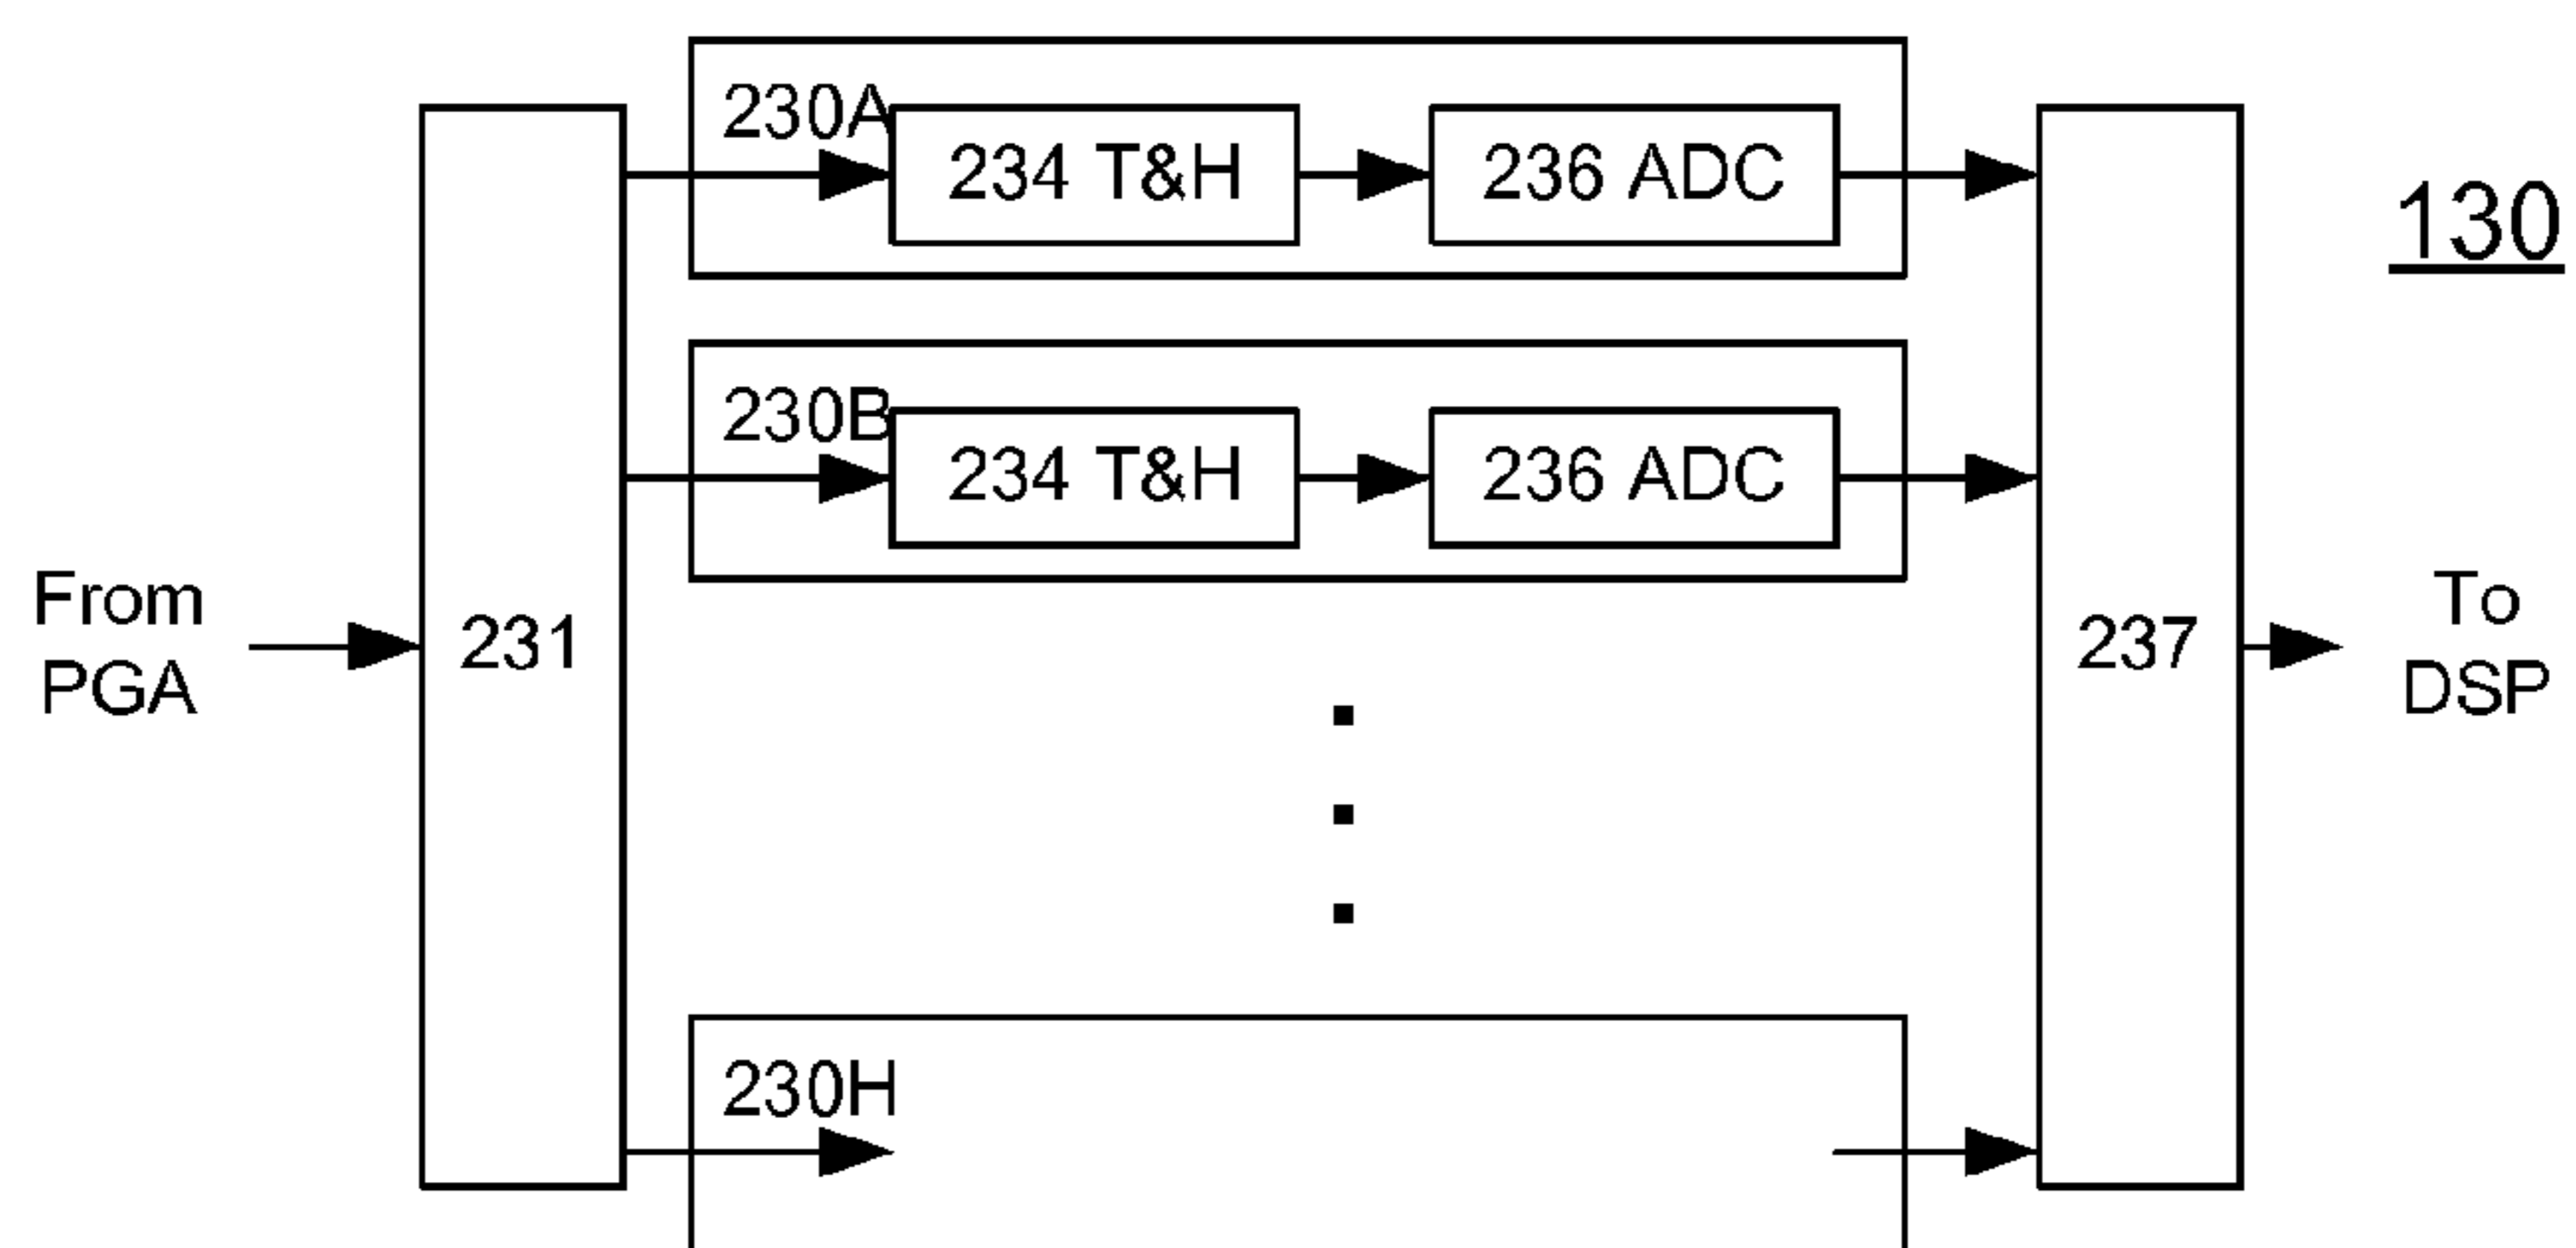 230A
234 T&H
236 ADC
130
230B
234 T&H
236 ADC
From
PGA
231
237
To
DSP
230H